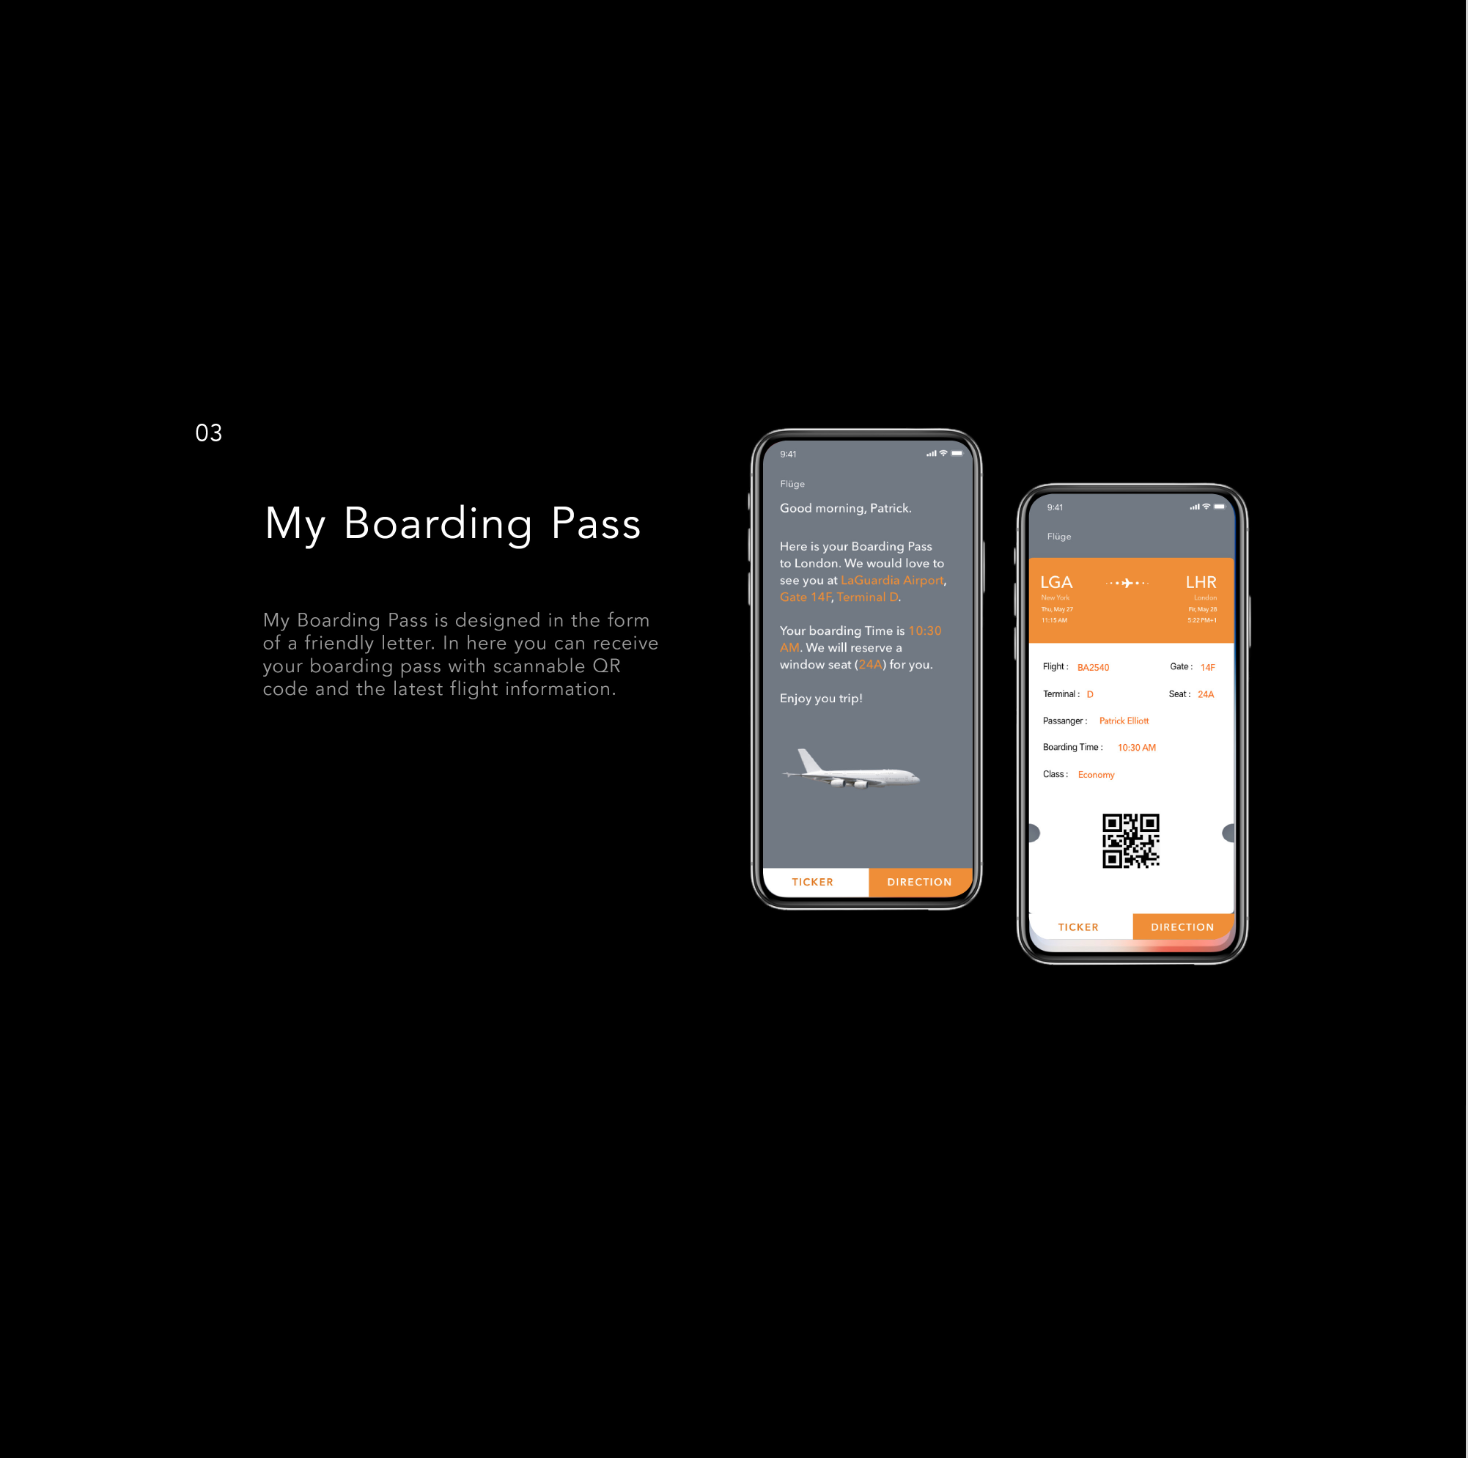 03
My Boarding Pass
My Boarding Pass is designed in the form
of a friendly letter. In here you can receive
your boarding pass with scannable QR
code and the latest flight information.
9:41
Flüge
Good morning, Patrick.
Here is your Boarding Pass
to London. We would love to
see you at LaGuardia Airport,
Gate 14F, Terminal D.
Your boarding Time is 10:30
AM. We will reserve a
window seat (24A) for you.
Enjoy you trip!
TICKER DIRECTION
9:41
Flüge
LGA LHR
New York London
Thu, May 27 Fir, May 28
11:15 AM 5:22 PM+1
Flight : BA2540 Gate : 14F
Terminal : D Seat : 24A
Passanger : Patrick Elliott
Boarding Time : 10:30 AM
Class : Economy
TICKER DIRECTION